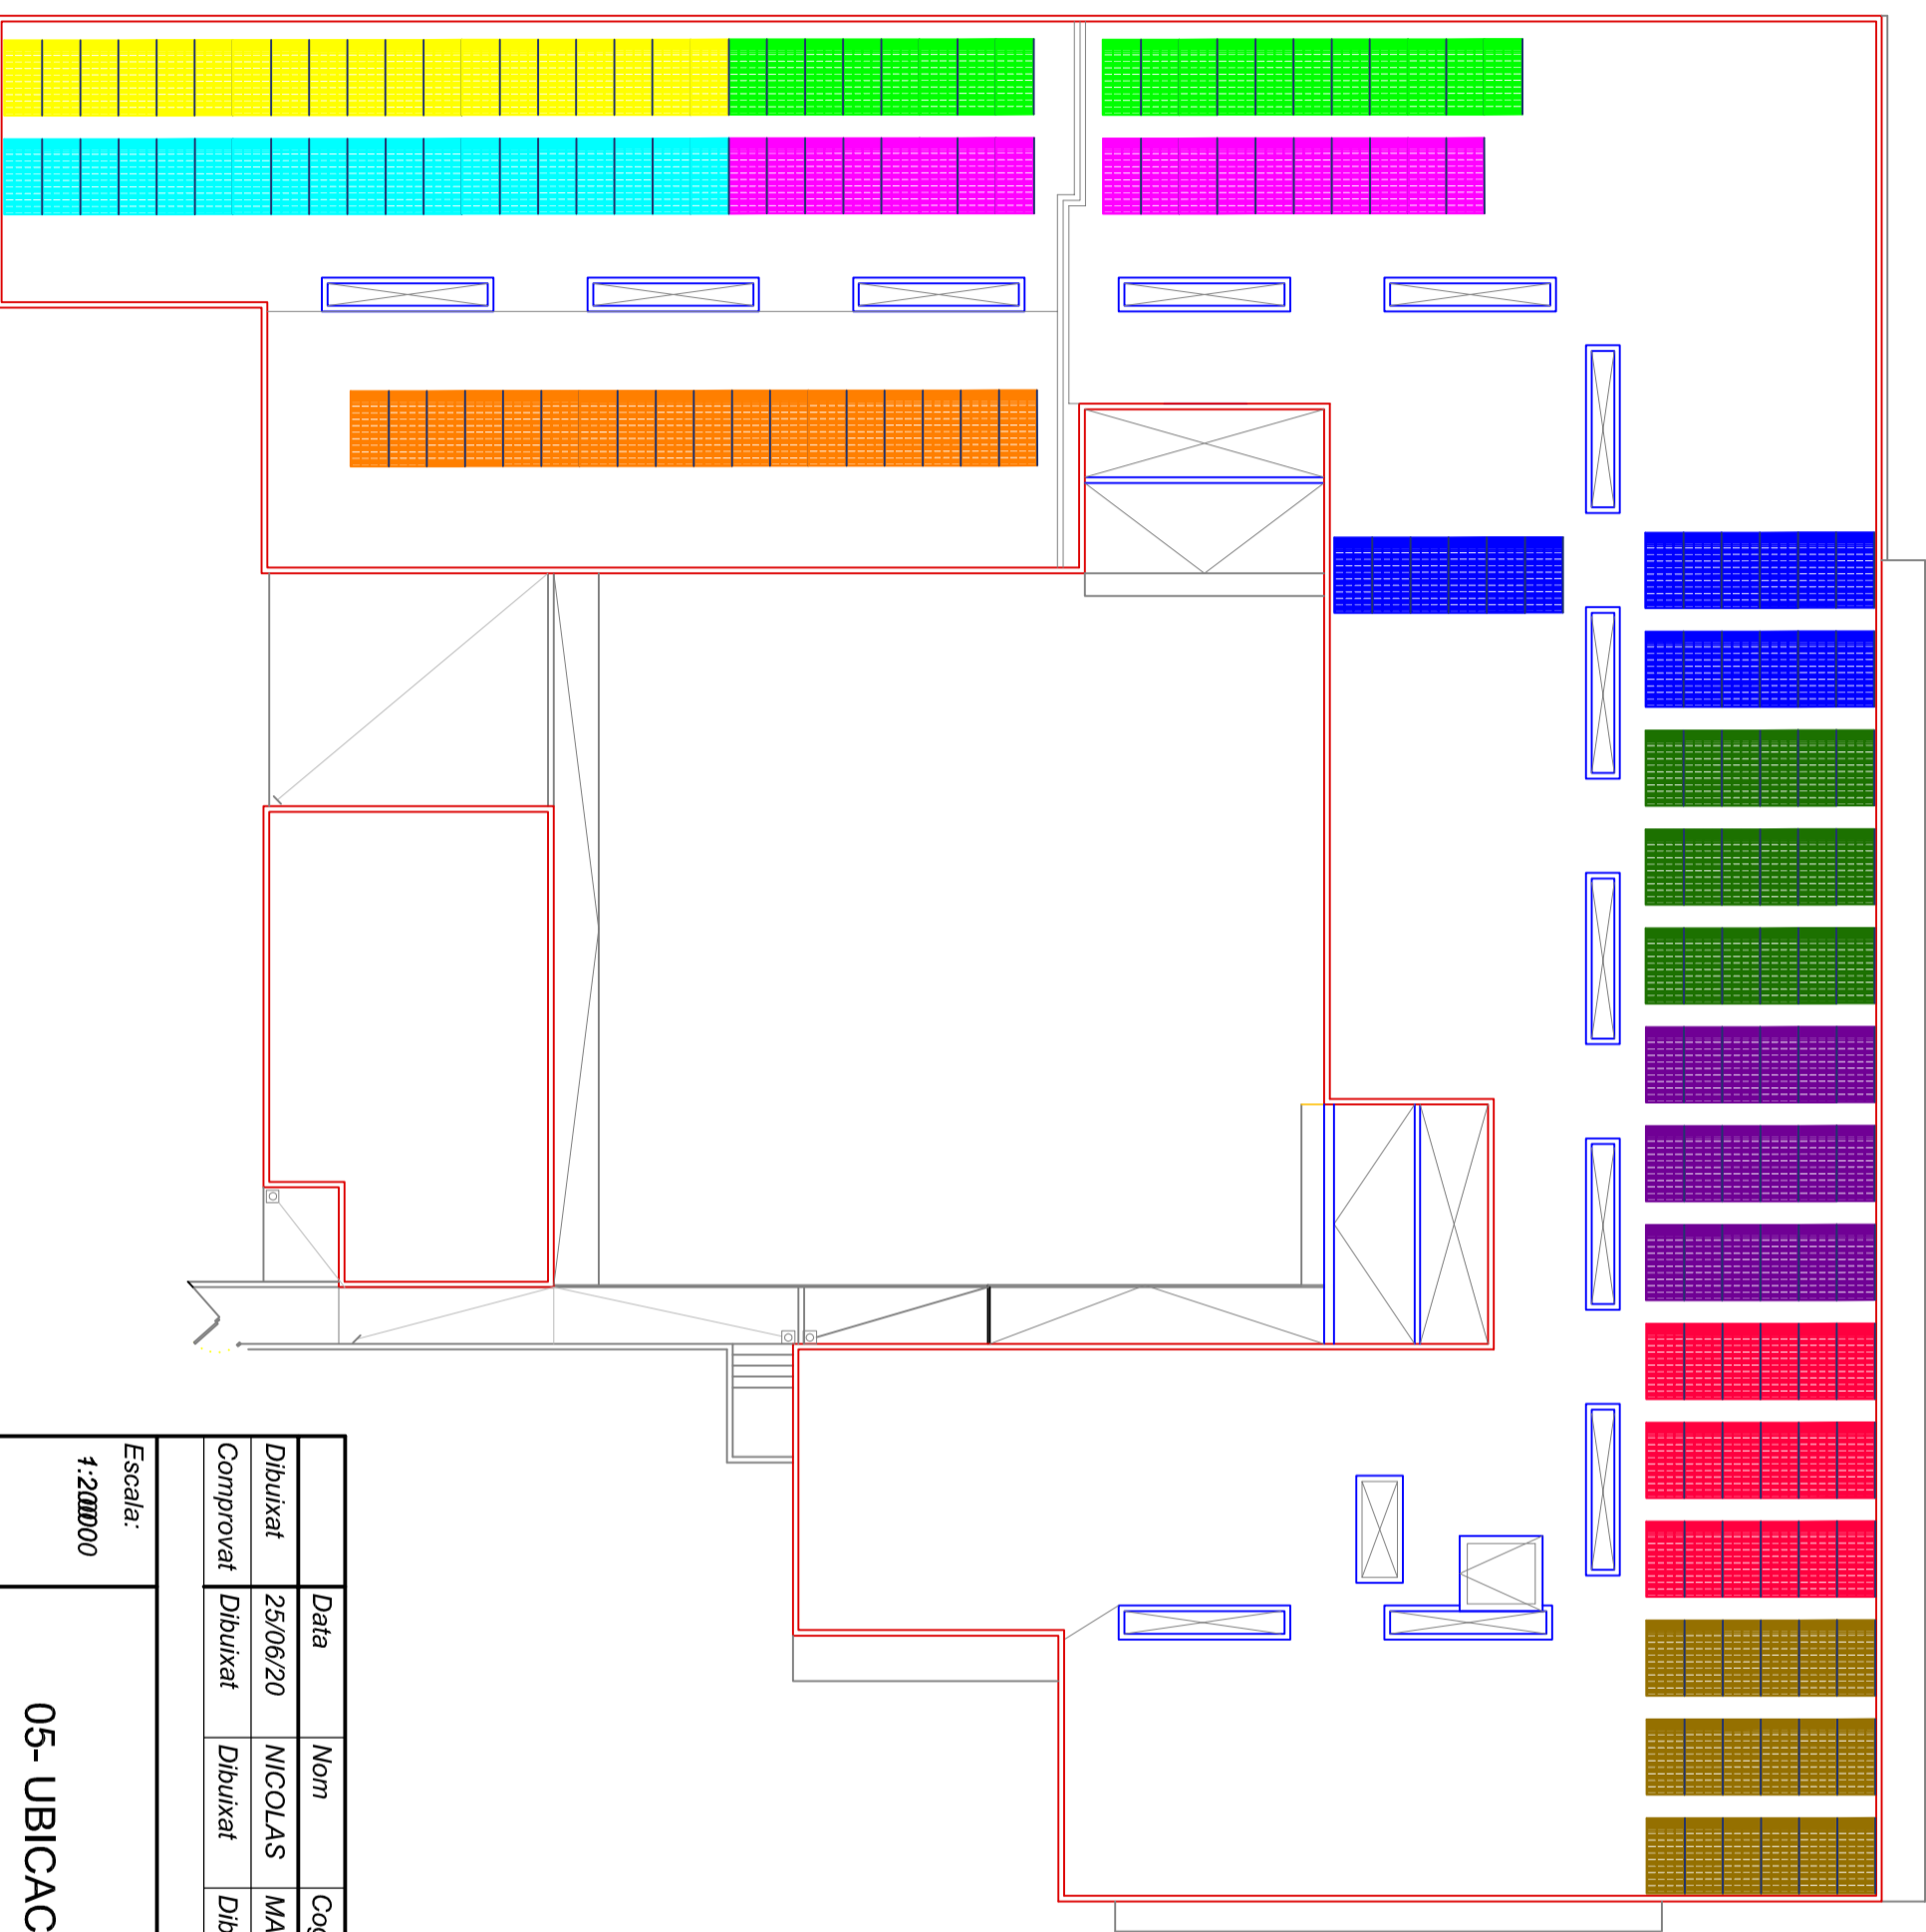 Data Nom
Dibuixat 25/06/20 NICOLAS
Comprovat Dibuixat Dibuixat
Escala:
05- UBICAC